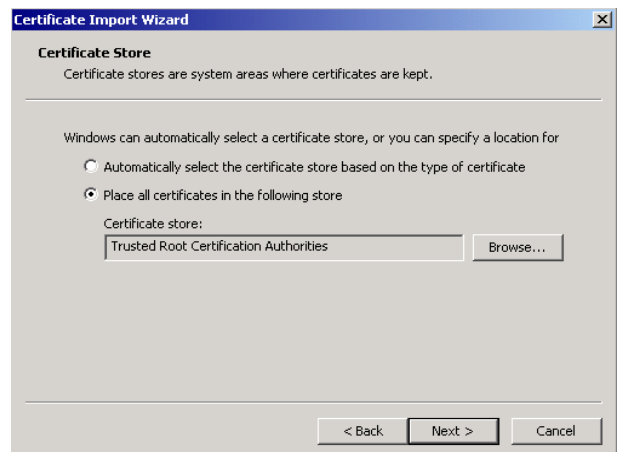 Certificate Import Wizard
Certificate Store
Certificate stores are system areas where certificates are kept.
Windows can automatically select a certificate store, or you can specify a location for
Automatically select the certificate store based on the type of certificate
Place all certificates in the following store
Certificate store:
Trusted Root Certification Authorities
Browse...
< Back
Next >
Cancel